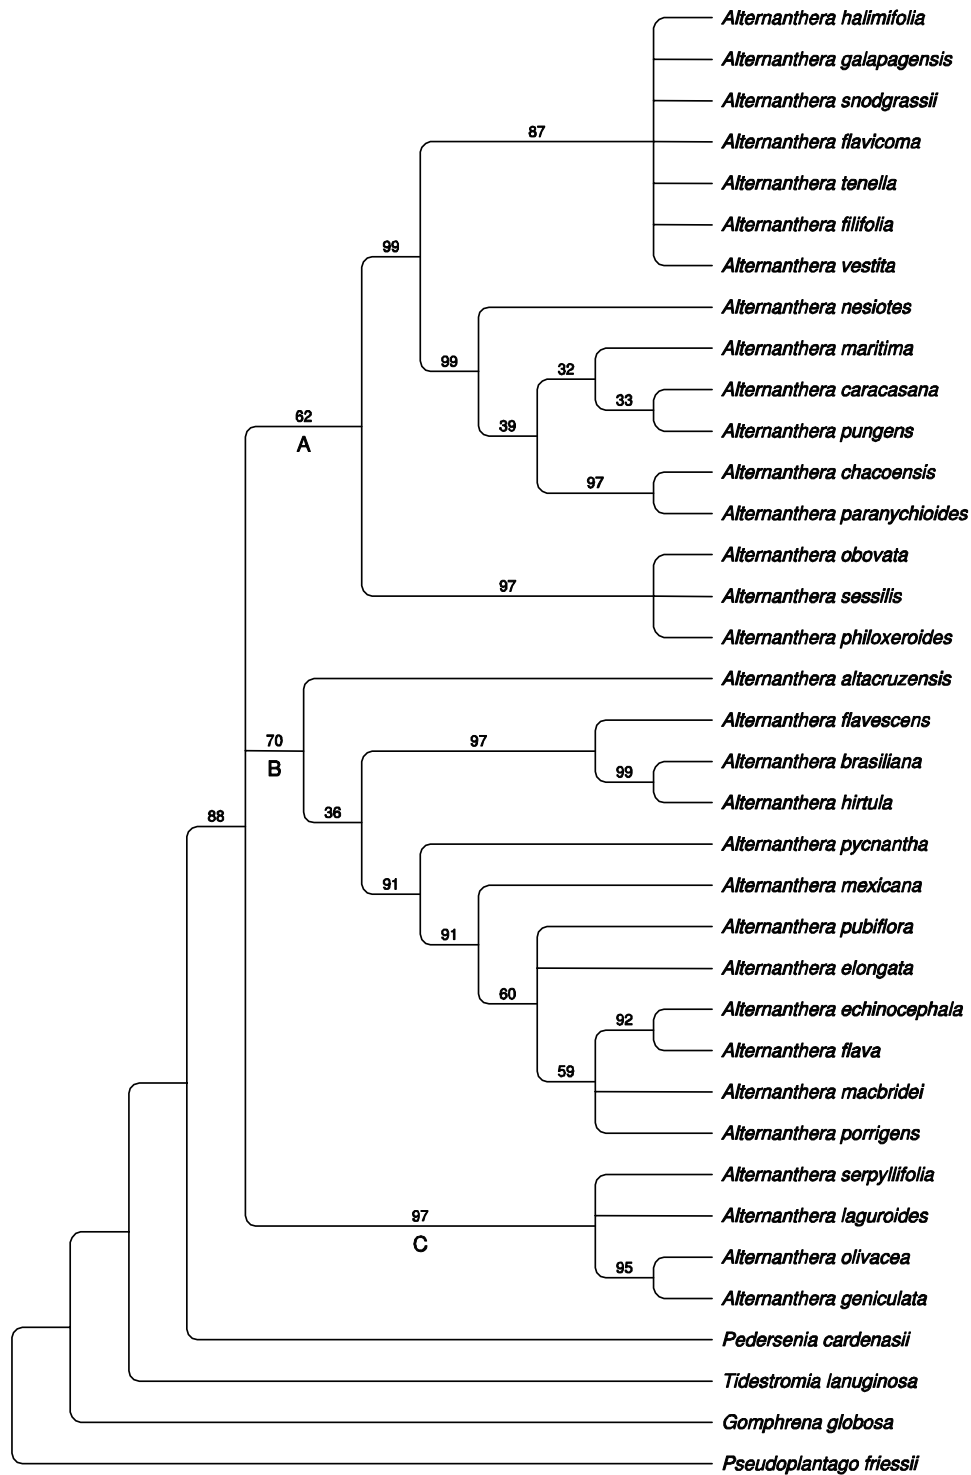 Alternanthera halimifolia
Alternanthera galapagensis
Alternanthera snodgrassii
87
Alternanthera flavicoma
Alternanthera tenella
Alternanthera filifolia
99
Alternanthera vestita
Alternanthera nesiotes
Alternanthera maritima
99
32
Alternanthera caracasana
33
62
39
Alternanthera pungens
A
Alternanthera chacoensis
97
Alternanthera paranychioides
Alternanthera obovata
97
Alternanthera sessilis
Alternanthera philoxeroides
Alternanthera altacruzensis
Alternanthera flavescens
70
97
B
Alternanthera brasiliana
99
Alternanthera hirtula
88
36
Alternanthera pycnantha
91
Alternanthera mexicana
91
Alternanthera pubiflora
Alternanthera elongata
60
Alternanthera echinocephala
92
Alternanthera flava
59
Alternanthera macbridei
Alternanthera porrigens
Alternanthera serpyllifolia
97
Alternanthera laguroides
C
Alternanthera olivacea
95
Alternanthera geniculata
Pedersenia cardenasii
Tidestromia lanuginosa
Gomphrena globosa
Pseudoplantago friessii